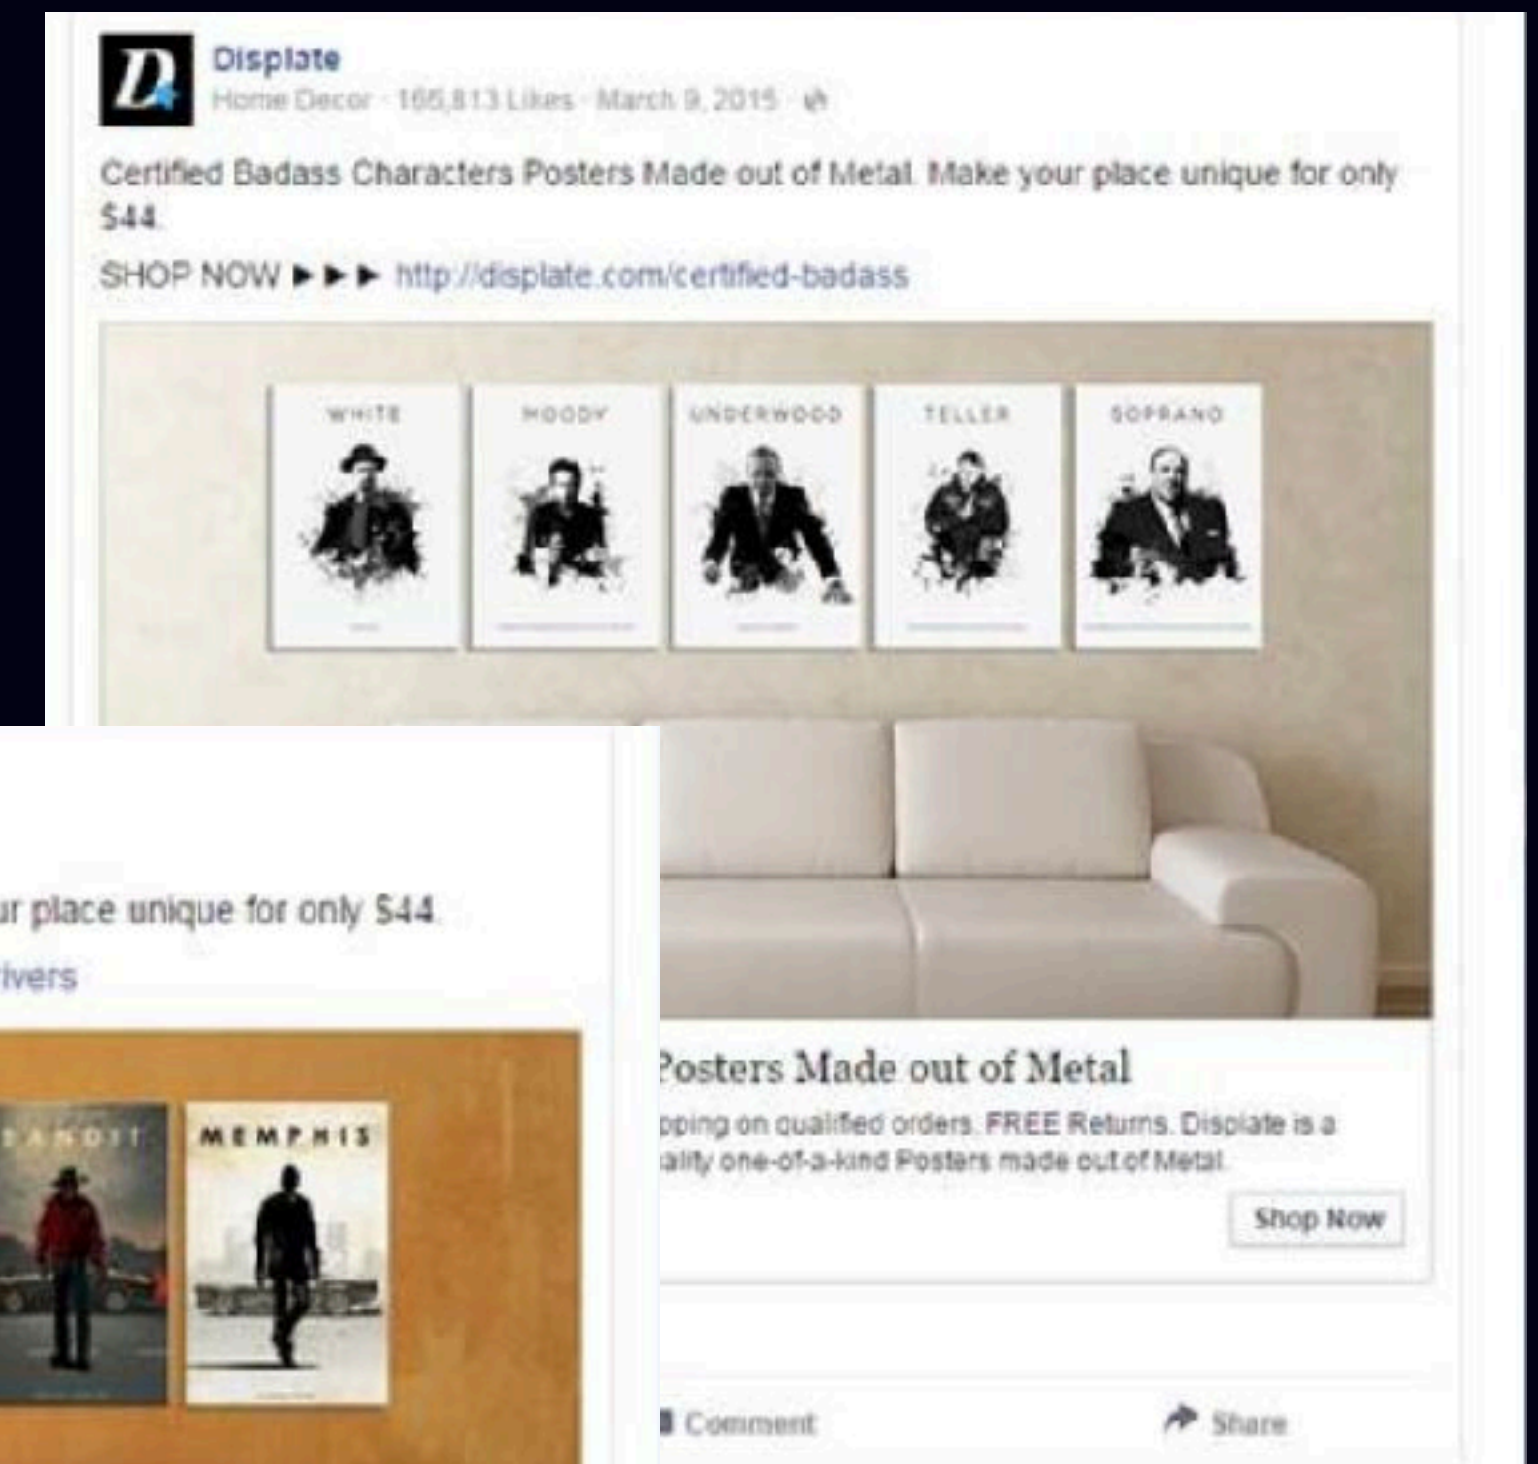 Displate
Home Decor · 166,813 Likes · March 9, 2015
Certified Badass Characters Posters Made out of Metal. Make your place unique for only
$44.
SHOP NOW ►►► http://displate.com/certified-badass
WHITE
MOODY
UNDERWOOD
TELLER
SOPRANO
ur place unique for only $44.
ivers
BANDIT
MEMPHIS
Posters Made out of Metal
pping on qualified orders. FREE Returns. Displate is a
ality one-of-a-kind Posters made out of Metal.
Shop Now
Comment
Share